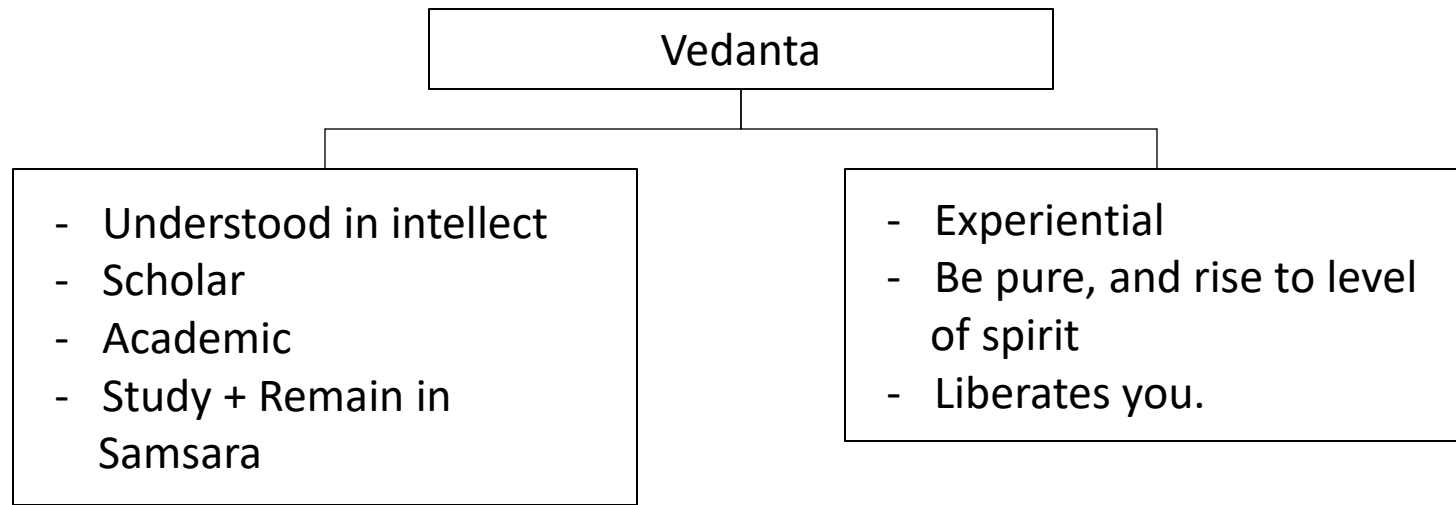 Vedanta
- Understood in intellect
- Scholar
- Academic
- Study + Remain in
Samsara
- Experiential
- Be pure, and rise to level
of spirit
- Liberates you.